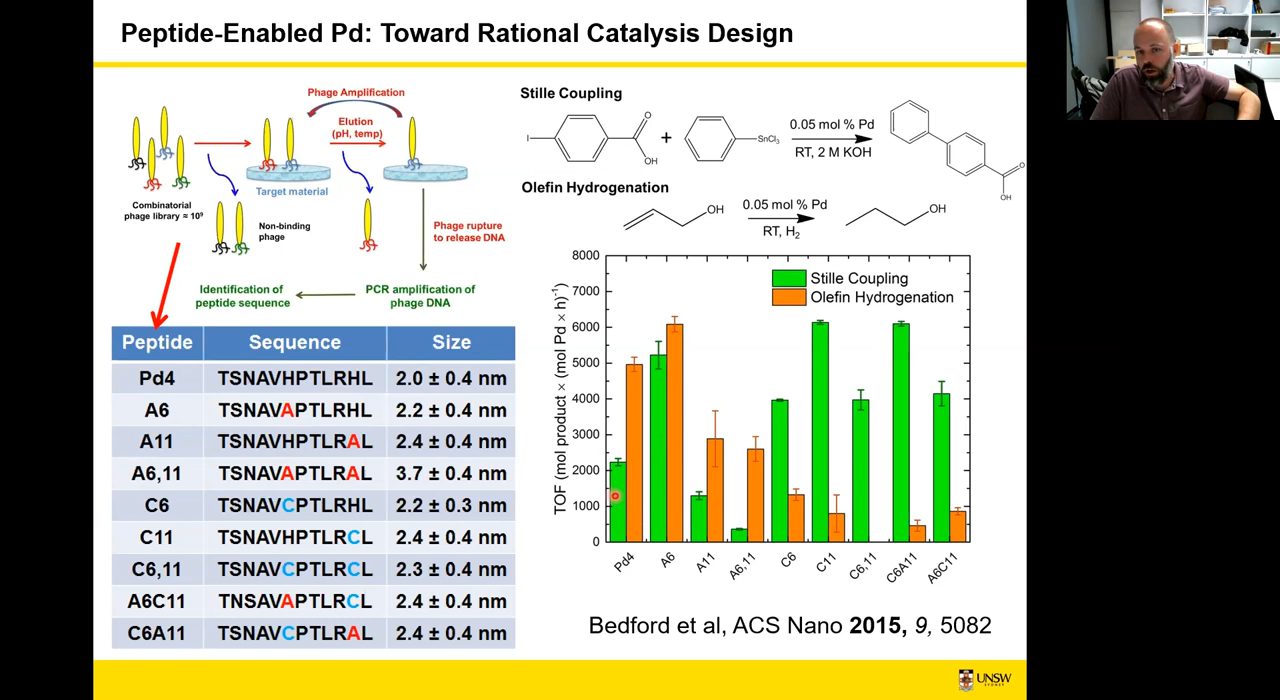 Peptide-Enabled Pd: Toward Rational Catalysis Design
Phage Amplification
Elution
(pH, temp)
Target material
Combinatorial
phage library ≈ 10⁹
Non-binding
phage
Phage rupture
to release DNA
Identification of
peptide sequence
PCR amplification of
phage DNA
Peptide Sequence Size
Pd4 TSNAVHPTLRHL 2.0 ± 0.4 nm
A6 TSNAVAPTLRHL 2.2 ± 0.4 nm
A11 TSNAVHPTLRAL 2.4 ± 0.4 nm
A6,11 TSNAVAPTLRAL 3.7 ± 0.4 nm
C6 TSNAVCPTLRHL 2.2 ± 0.3 nm
C11 TSNAVHPTLRCL 2.4 ± 0.4 nm
C6,11 TSNAVCPTLRCL 2.3 ± 0.4 nm
A6C11 TNSAVAPTLRCL 2.4 ± 0.4 nm
C6A11 TSNAVCPTLRAL 2.4 ± 0.4 nm
Stille Coupling
I O OH + SnCl₃ 0.05 mol % Pd
RT, 2 M KOH
O
OH
Olefin Hydrogenation
OH 0.05 mol % Pd OH
RT, H₂
TOF (mol product × (mol Pd × h)⁻¹)
8000
7000
6000
5000
4000
3000
2000
1000
0
Stille Coupling
Olefin Hydrogenation
Pd4 A6 A11 A6,11 C6 C11 C6,11 C6A11 A6C11
Bedford et al, ACS Nano 2015, 9, 5082
UNSW
SYDNEY